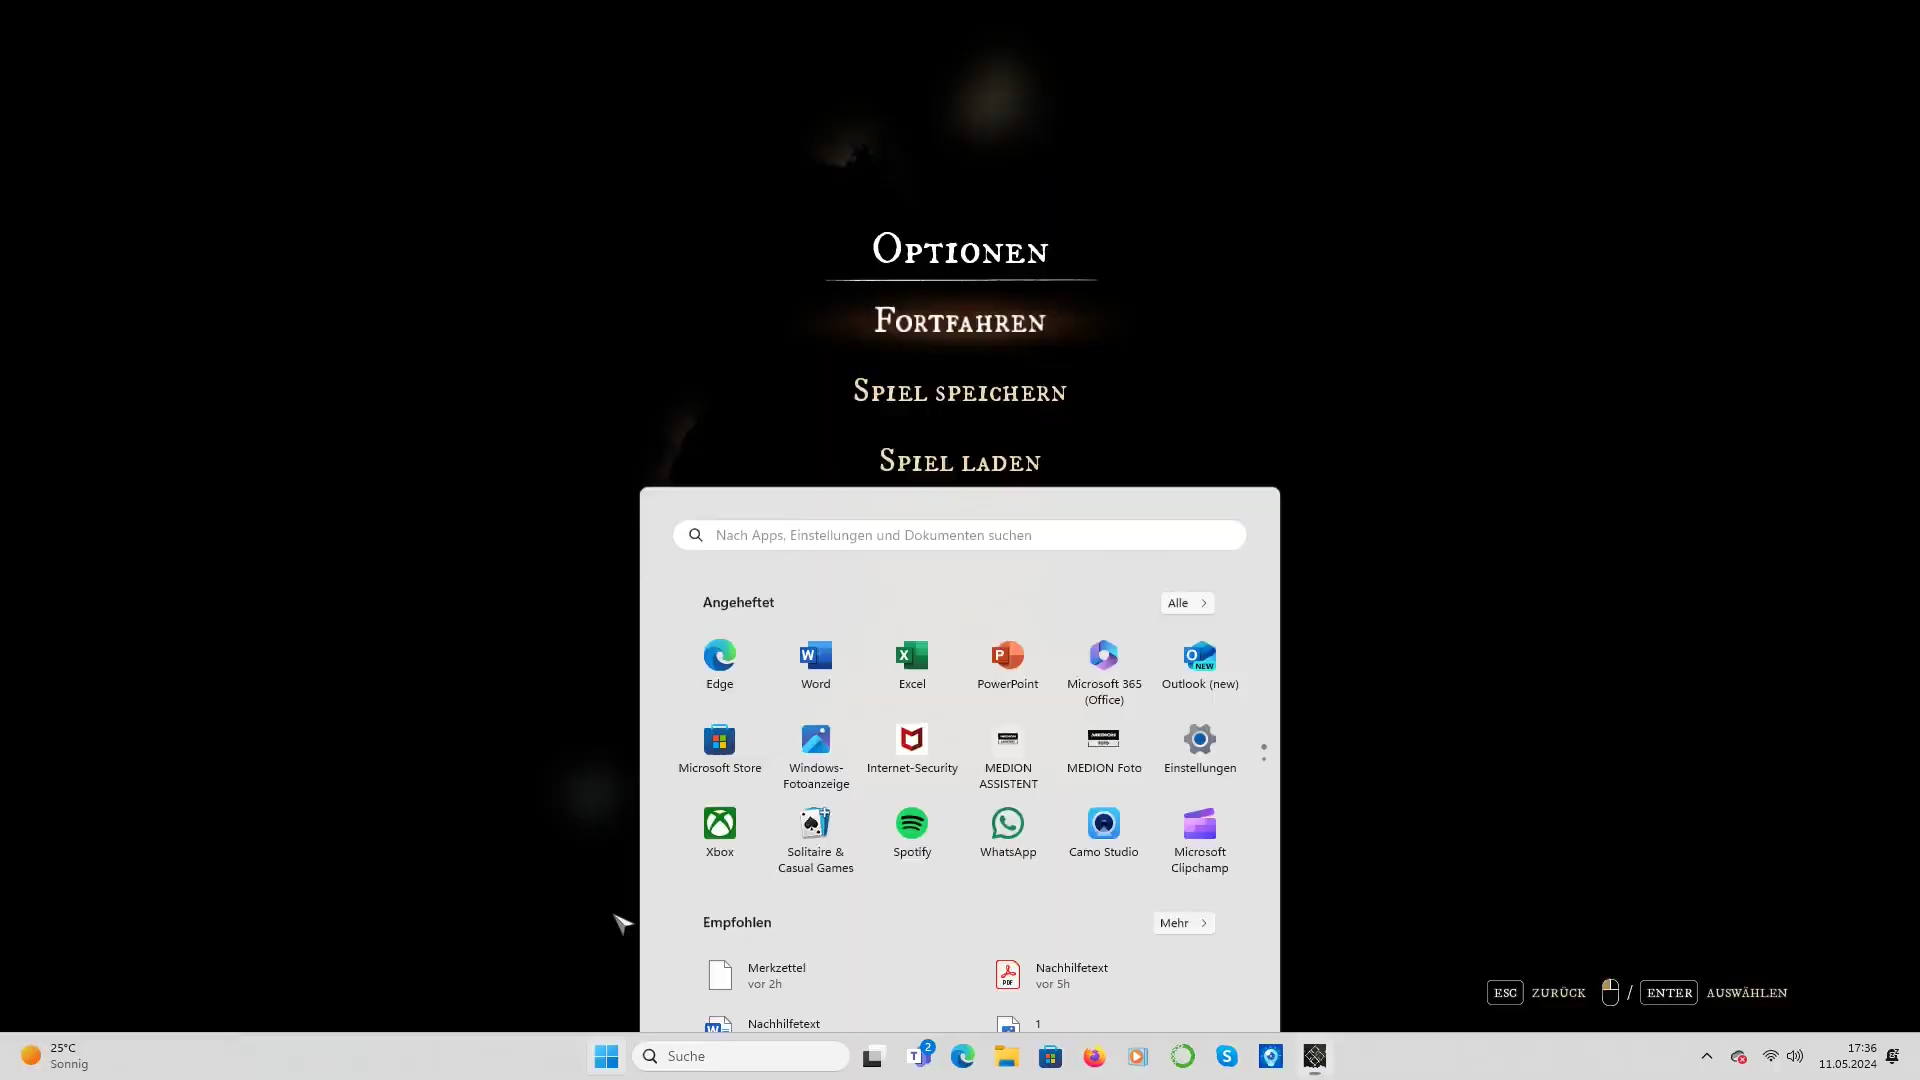 Optionen
Fortfahren
Spiel speichern
Spiel laden
Nach Apps, Einstellungen und Dokumenten suchen
Angeheftet
Alle
Edge
Word
Excel
PowerPoint
Microsoft 365
(Office)
Outlook (new)
Microsoft Store
Windows-
Fotoanzeige
Internet-Security
MEDION
ASSISTENT
MEDION Foto
Einstellungen
Xbox
Solitaire &
Casual Games
Spotify
WhatsApp
Camo Studio
Microsoft
Clipchamp
Empfohlen
Mehr
Merkzettel
vor 2h
Nachhilfetext
vor 5h
Nachhilfetext
1
ESC ZURÜCK / ENTER AUSWÄHLEN
25°C
Sonnig
Suche
2
17:36
11.05.2024